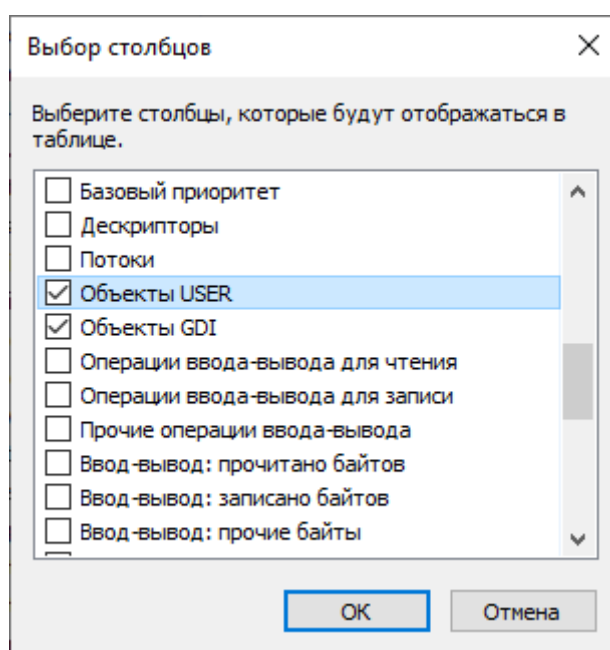 Выбор столбцов
Выберите столбцы, которые будут отображаться в
таблице.
Базовый приоритет
Дескрипторы
Потоки
Объекты USER
Объекты GDI
Операции ввода-вывода для чтения
Операции ввода-вывода для записи
Прочие операции ввода-вывода
Ввод-вывод: прочитано байтов
Ввод-вывод: записано байтов
Ввод-вывод: прочие байты
ОК
Отмена